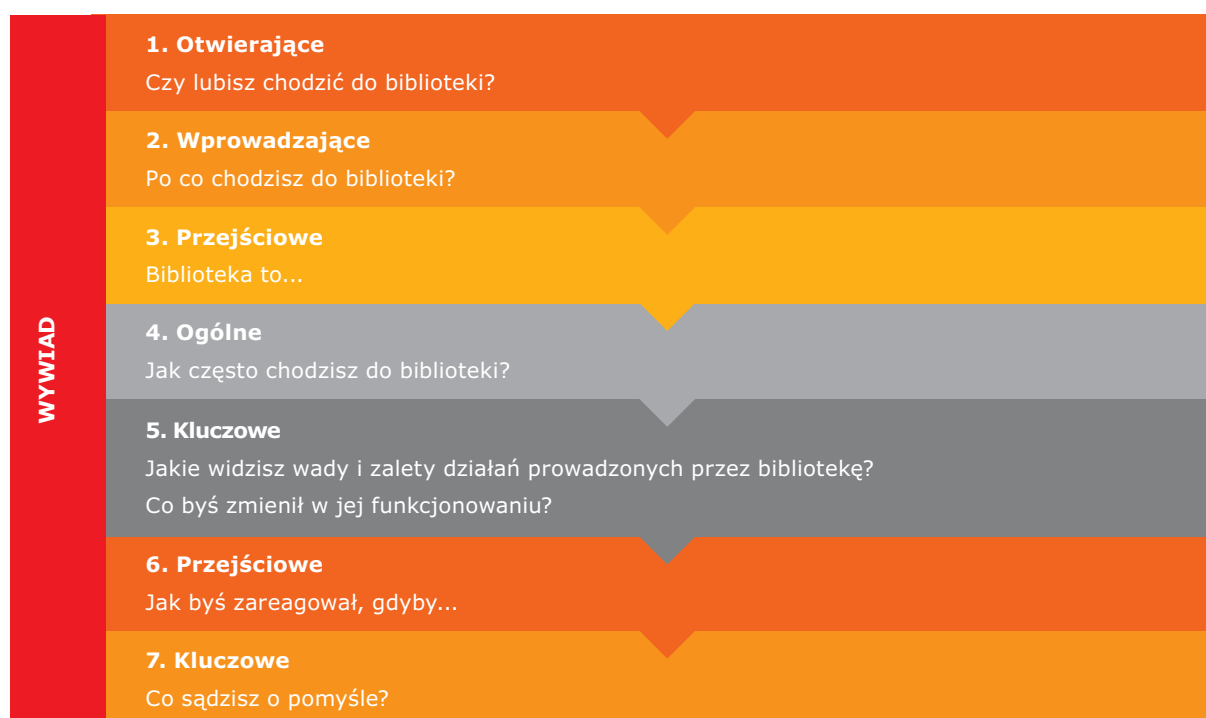 WYWIAD
1. Otwierające
Czy lubisz chodzić do biblioteki?
2. Wprowadzające
Po co chodzisz do biblioteki?
3. Przejściowe
Biblioteka to...
4. Ogólne
Jak często chodzisz do biblioteki?
5. Kluczowe
Jakie widzisz wady i zalety działań prowadzonych przez bibliotekę?
Co byś zmienił w jej funkcjonowaniu?
6. Przejściowe
Jak byś zareagował, gdyby...
7. Kluczowe
Co sądzisz o pomyśle?